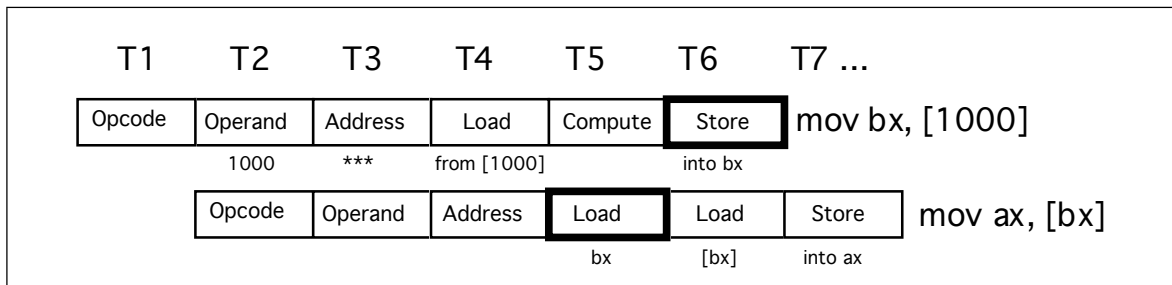 T1 T2 T3 T4 T5 T6 T7 ...
Opcode Operand Address Load Compute Store mov bx, [1000]
1000 *** from [1000] into bx
Opcode Operand Address Load Load Store mov ax, [bx]
bx [bx] into ax